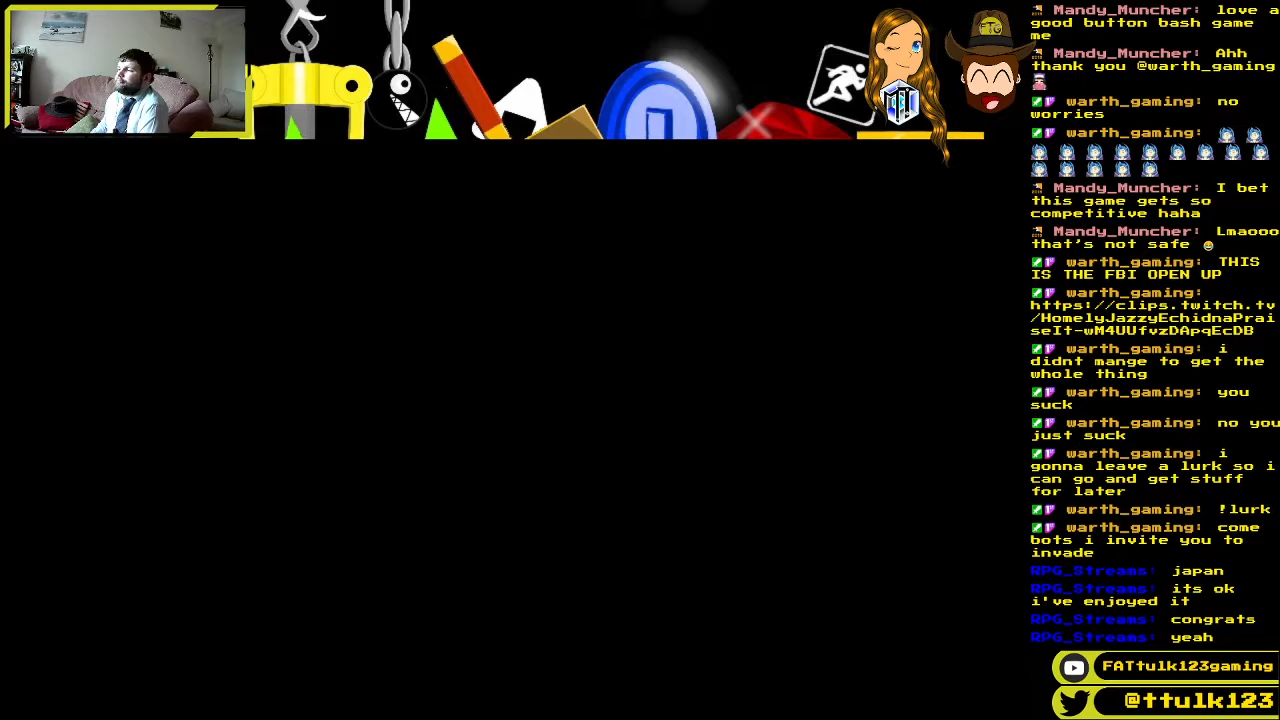 Mandy_Muncher: love a
good button bash game
me
Mandy_Muncher: Ahh
thank you @warth_gaming
warth_gaming: no
worries
warth_gaming:
Mandy_Muncher: I bet
this game gets so
competitive haha
Mandy_Muncher: Lmaooo
that's not safe
warth_gaming: THIS
IS THE FBI OPEN UP
warth_gaming:
https://clips.twitch.tv
/HomelyJazzyEchidnaPrai
seIt-wM4UUfvzDApqEcDB
warth_gaming: i
didnt mange to get the
whole thing
warth_gaming: you
suck
warth_gaming: no you
just suck
warth_gaming: i
gonna leave a lurk so i
can go and get stuff
for later
warth_gaming: !lurk
warth_gaming: come
bots i invite you to
invade
RPG_Streams: japan
RPG_Streams: its ok
i've enjoyed it
RPG_Streams: congrats
RPG_Streams: yeah
FATtulk123gaming
@ttulk123